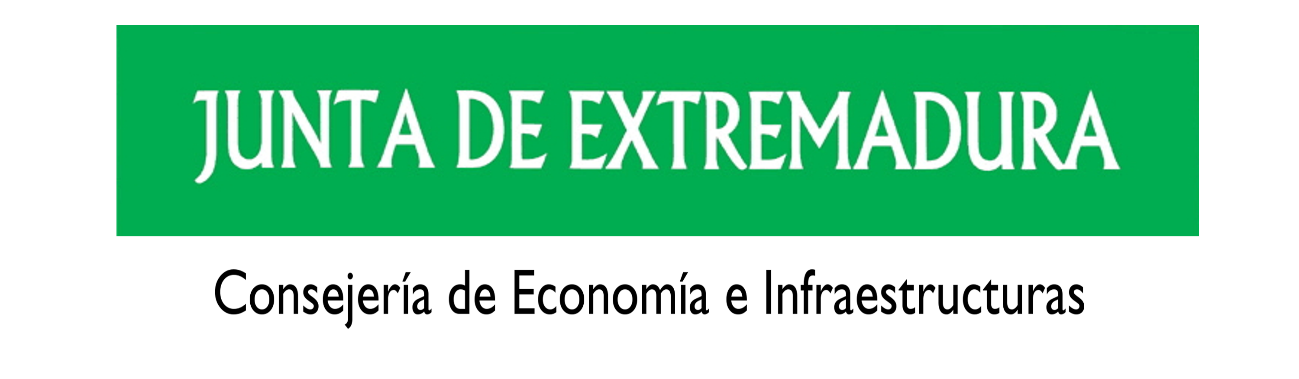 JUNTA DE EXTREMADURA
Consejería de Economía e Infraestructuras